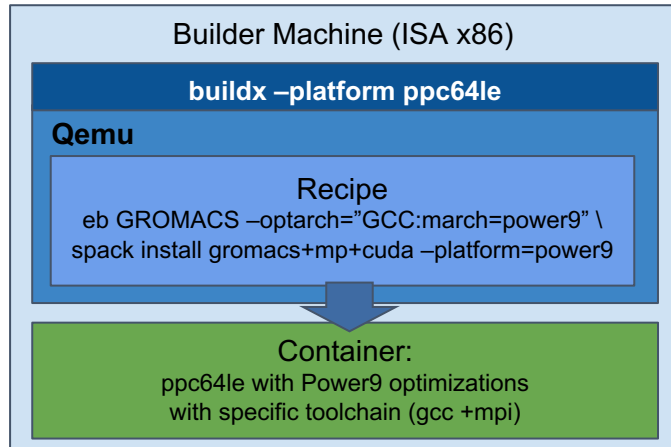 Builder Machine (ISA x86)
buildx –platform ppc64le
Qemu
Recipe
eb GROMACS –optarch=”GCC:march=power9” \
spack install gromacs+mp+cuda –platform=power9
Container:
ppc64le with Power9 optimizations
with specific toolchain (gcc +mpi)